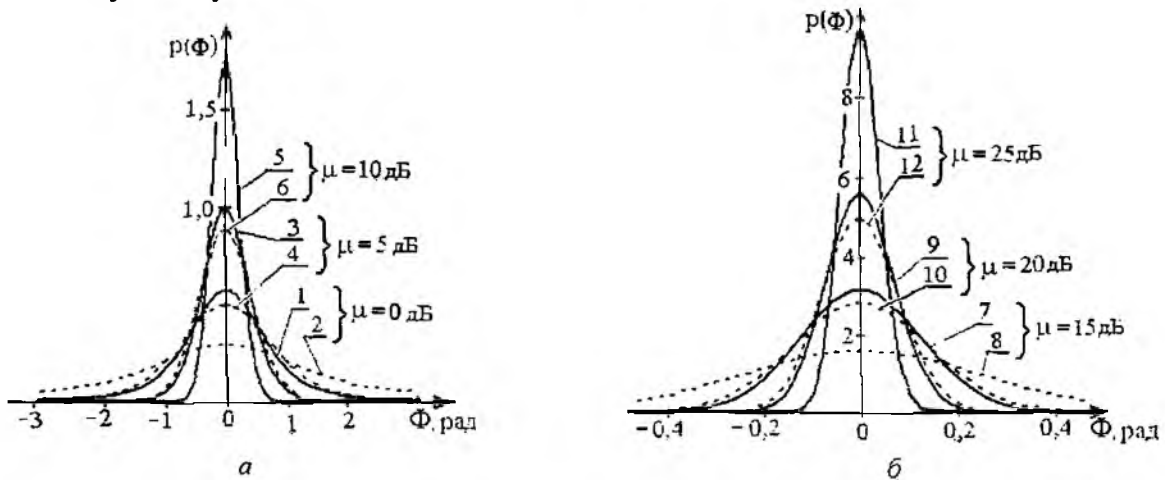 p(Φ)
1,5
5
6
} μ = 10 дБ
1,0
3
4
} μ = 5 дБ
1
2
} μ = 0 дБ
−3 −2 −1 0 1 2 Φ, рад
а
p(Φ)
8
11
12
} μ = 25 дБ
6
4
9
10
} μ = 20 дБ
2
7
8
} μ = 15 дБ
−0,4 −0,2 0 0,2 0,4 Φ, рад
б